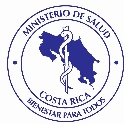 MINISTERIO DE SALUD
COSTA RICA
BIENESTAR PARA TODOS